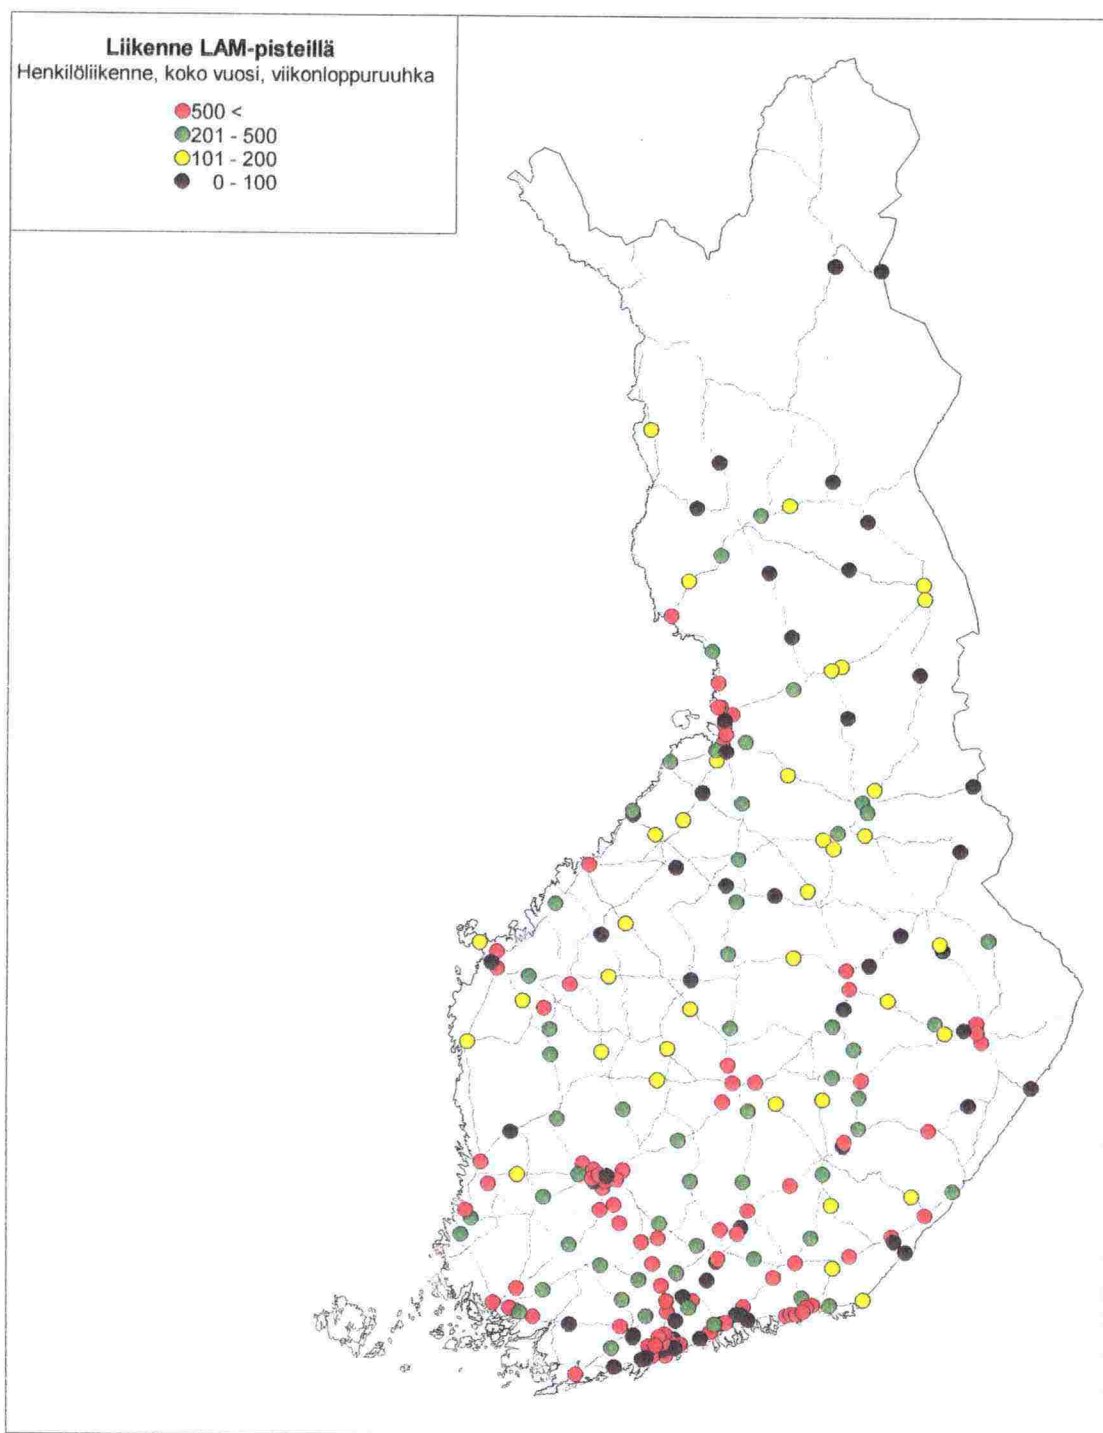 Liikenne LAM-pisteillä
Henkilöliikenne, koko vuosi, viikonloppuruuhka
500 <
201 - 500
101 - 200
0 - 100